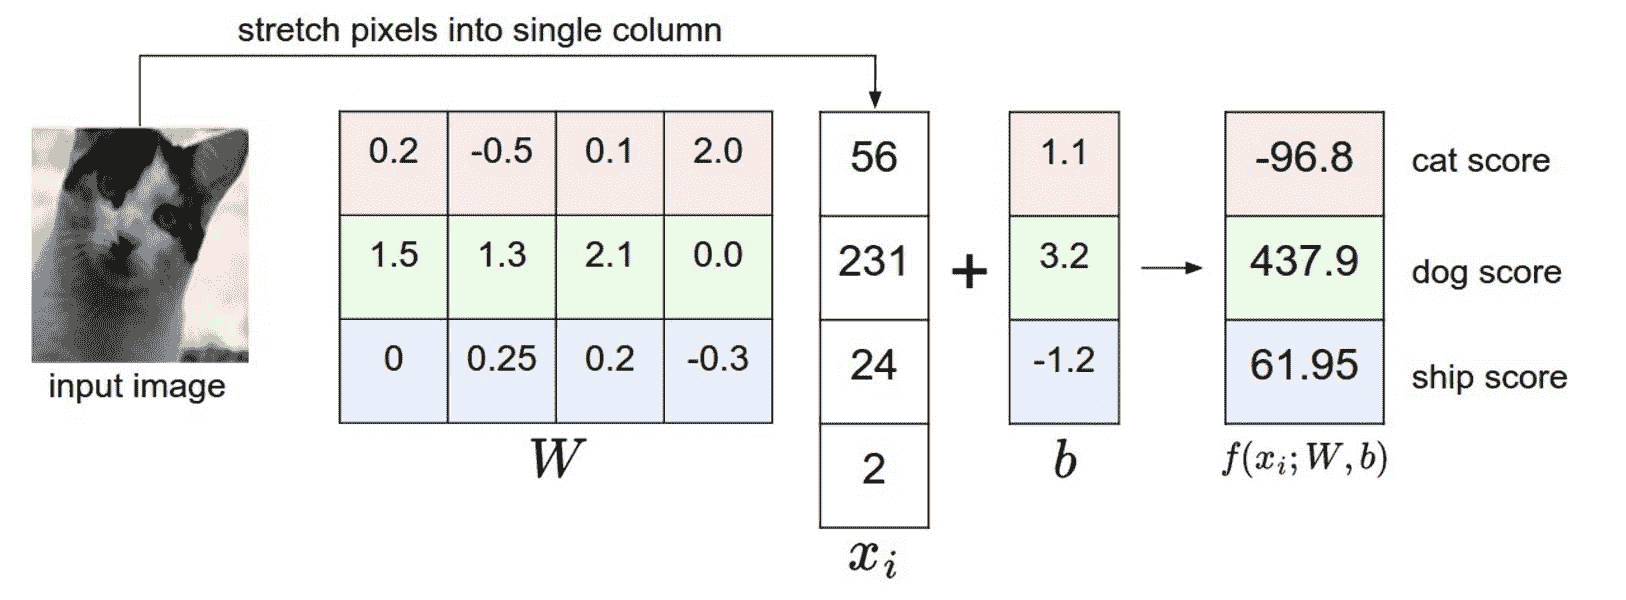 stretch pixels into single column
input image
0.2 -0.5 0.1 2.0
1.5 1.3 2.1 0.0
0 0.25 0.2 -0.3
W
56
231
24
2
xᵢ
+
1.1
3.2
-1.2
b
-96.8 cat score
437.9 dog score
61.95 ship score
f(xᵢ; W, b)